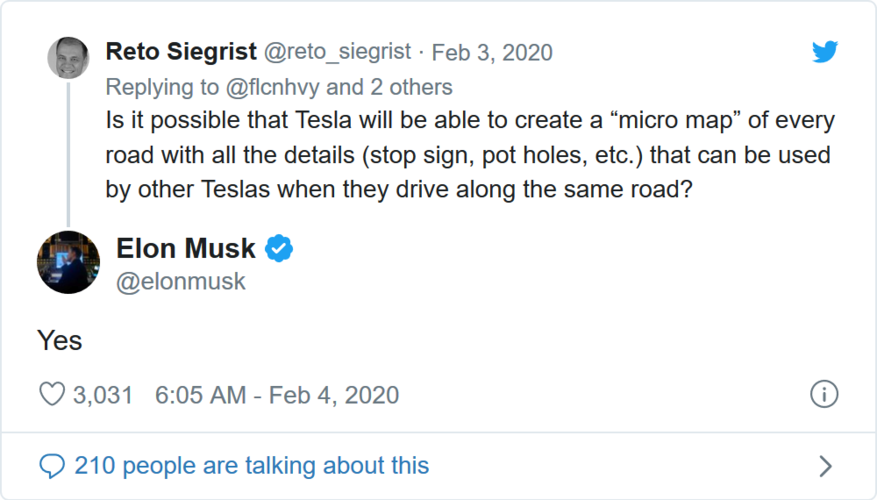 Reto Siegrist @reto_siegrist · Feb 3, 2020
Replying to @flcnhvy and 2 others
Is it possible that Tesla will be able to create a “micro map” of every
road with all the details (stop sign, pot holes, etc.) that can be used
by other Teslas when they drive along the same road?
Elon Musk
@elonmusk
Yes
3,031 6:05 AM - Feb 4, 2020
210 people are talking about this